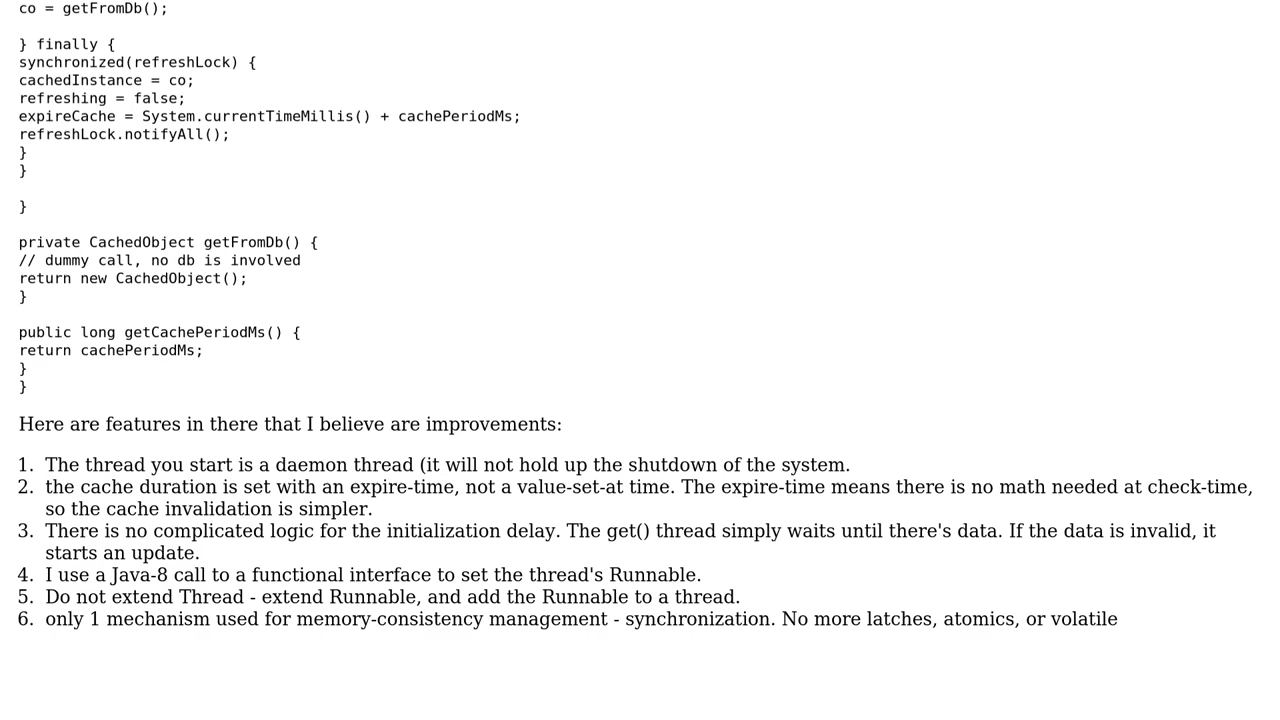 co = getFromDb();
} finally {
synchronized(refreshLock) {
cachedInstance = co;
refreshing = false;
expireCache = System.currentTimeMillis() + cachePeriodMs;
refreshLock.notifyAll();
}
}
}
private CachedObject getFromDb() {
// dummy call, no db is involved
return new CachedObject();
}
public long getCachePeriodMs() {
return cachePeriodMs;
}
}
Here are features in there that I believe are improvements:
1. The thread you start is a daemon thread (it will not hold up the shutdown of the system.
2. the cache duration is set with an expire-time, not a value-set-at time. The expire-time means there is no math needed at check-time,
so the cache invalidation is simpler.
3. There is no complicated logic for the initialization delay. The get() thread simply waits until there's data. If the data is invalid, it
starts an update.
4. I use a Java-8 call to a functional interface to set the thread's Runnable.
5. Do not extend Thread - extend Runnable, and add the Runnable to a thread.
6. only 1 mechanism used for memory-consistency management - synchronization. No more latches, atomics, or volatile